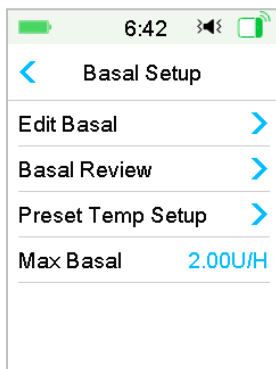 6:42
Basal Setup
Edit Basal
Basal Review
Preset Temp Setup
Max Basal 2.00U/H